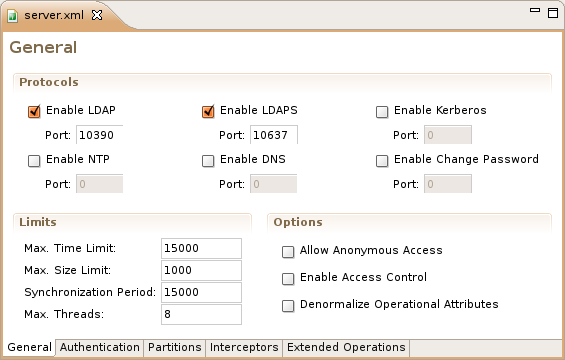 server.xml
General
Protocols
Enable LDAP Enable LDAPS Enable Kerberos
Port: 10390 Port: 10637 Port: 0
Enable NTP Enable DNS Enable Change Password
Port: 0 Port: 0 Port: 0
Limits
Max. Time Limit: 15000
Max. Size Limit: 1000
Synchronization Period: 15000
Max. Threads: 8
Options
Allow Anonymous Access
Enable Access Control
Denormalize Operational Attributes
General Authentication Partitions Interceptors Extended Operations